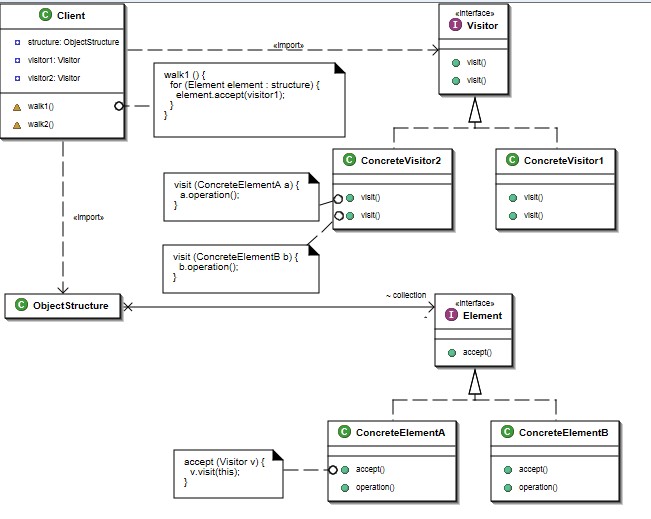 C Client
structure: ObjectStructure
visitor1: Visitor
visitor2: Visitor
walk1()
walk2()
«import»
«interface»
I Visitor
visit()
visit()
walk1 () {
for (Element element : structure) {
element.accept(visitor1);
}
}
C ConcreteVisitor2
visit()
visit()
C ConcreteVisitor1
visit()
visit()
visit (ConcreteElementA a) {
a.operation();
}
visit (ConcreteElementB b) {
b.operation();
}
«import»
C ObjectStructure
~ collection
-
«interface»
I Element
accept()
C ConcreteElementA
accept()
operation()
C ConcreteElementB
accept()
operation()
accept (Visitor v) {
v.visit(this);
}